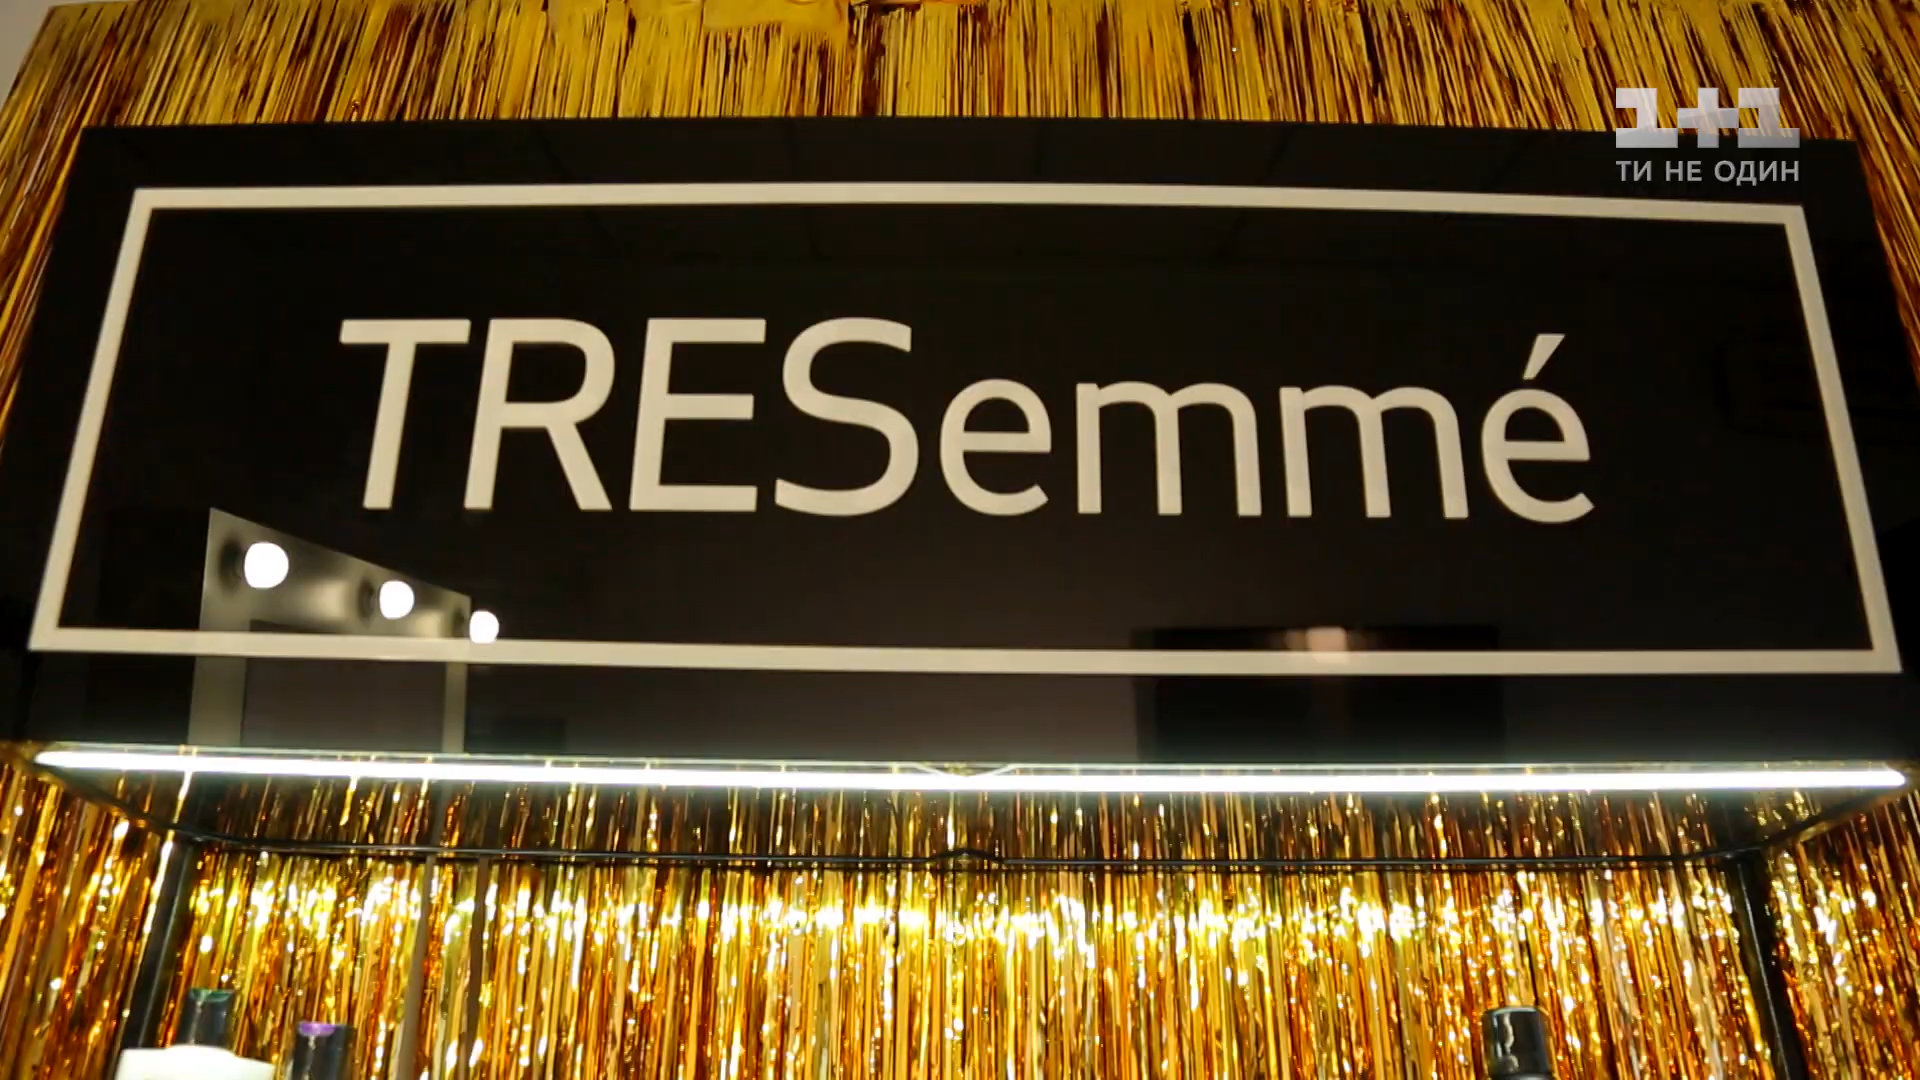 1+1
ТИ НЕ ОДИН
TRESemmé